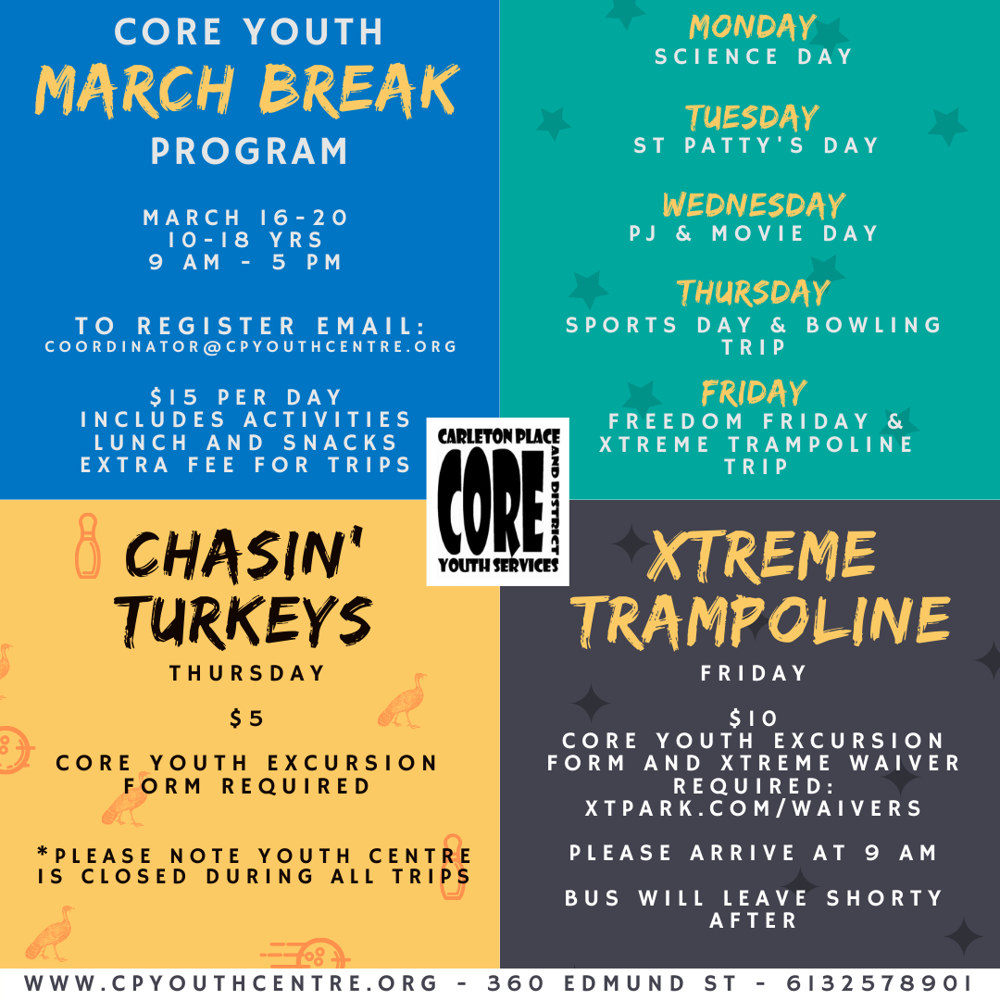 CORE YOUTH
MARCH BREAK
PROGRAM
MARCH 16-20
10-18 YRS
9 AM - 5 PM
TO REGISTER EMAIL:
COORDINATOR@CPYOUTHCENTRE.ORG
$15 PER DAY
INCLUDES ACTIVITIES
LUNCH AND SNACKS
EXTRA FEE FOR TRIPS
MONDAY
SCIENCE DAY
TUESDAY
ST PATTY'S DAY
WEDNESDAY
PJ & MOVIE DAY
THURSDAY
SPORTS DAY & BOWLING
TRIP
FRIDAY
FREEDOM FRIDAY &
XTREME TRAMPOLINE
TRIP
CARLETON PLACE
AND DISTRICT
CORE
YOUTH SERVICES
CHASIN'
TURKEYS
THURSDAY
$5
CORE YOUTH EXCURSION
FORM REQUIRED
*PLEASE NOTE YOUTH CENTRE
IS CLOSED DURING ALL TRIPS
XTREME
TRAMPOLINE
FRIDAY
$10
CORE YOUTH EXCURSION
FORM AND XTREME WAIVER
REQUIRED:
XTPARK.COM/WAIVERS
PLEASE ARRIVE AT 9 AM
BUS WILL LEAVE SHORTY
AFTER
WWW.CPYOUTHCENTRE.ORG - 360 EDMUND ST - 6132578901